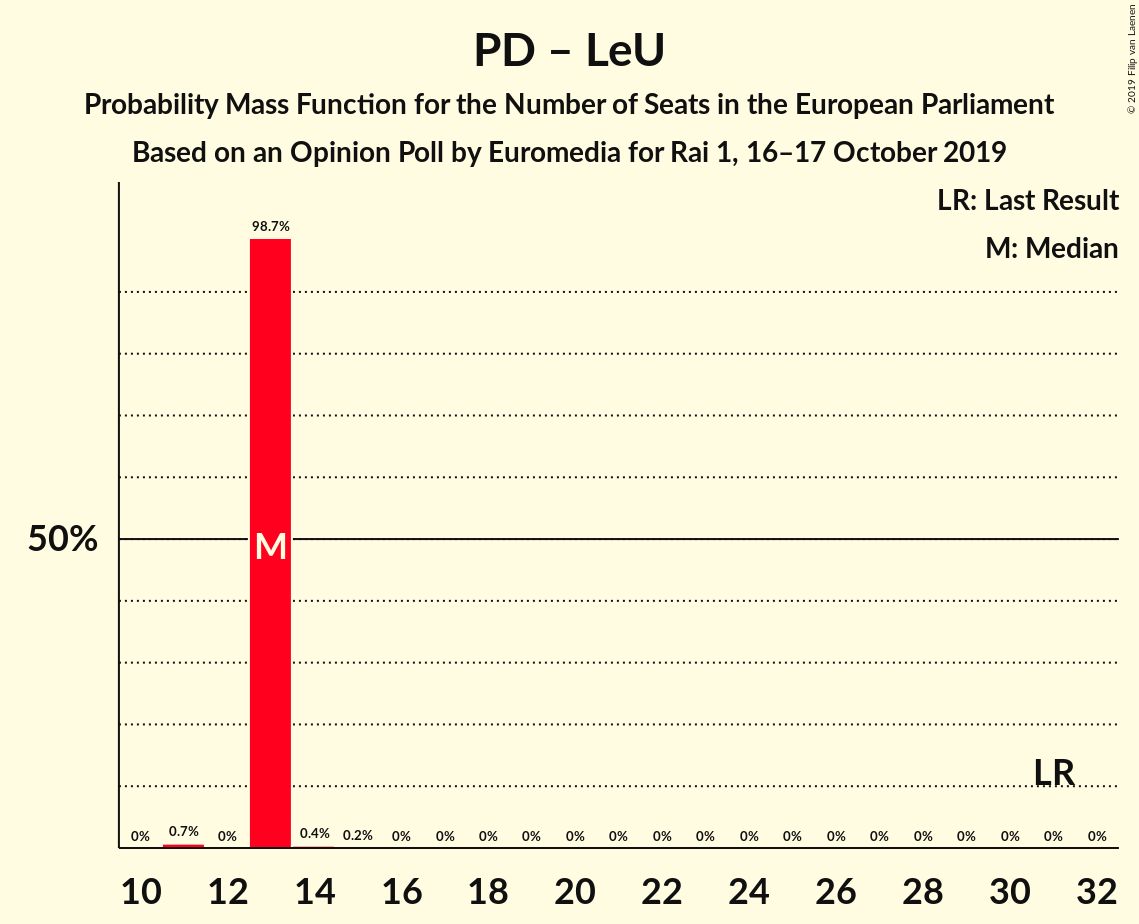 PD – LeU
Probability Mass Function for the Number of Seats in the European Parliament
Based on an Opinion Poll by Euromedia for Rai 1, 16–17 October 2019
© 2019 Filip van Laenen
LR: Last Result
M: Median
98.7%
50%
M
LR
0% 0.7% 0% 0.4% 0.2% 0% 0% 0% 0% 0% 0% 0% 0% 0% 0% 0% 0% 0% 0% 0% 0% 0%
10 12 14 16 18 20 22 24 26 28 30 32